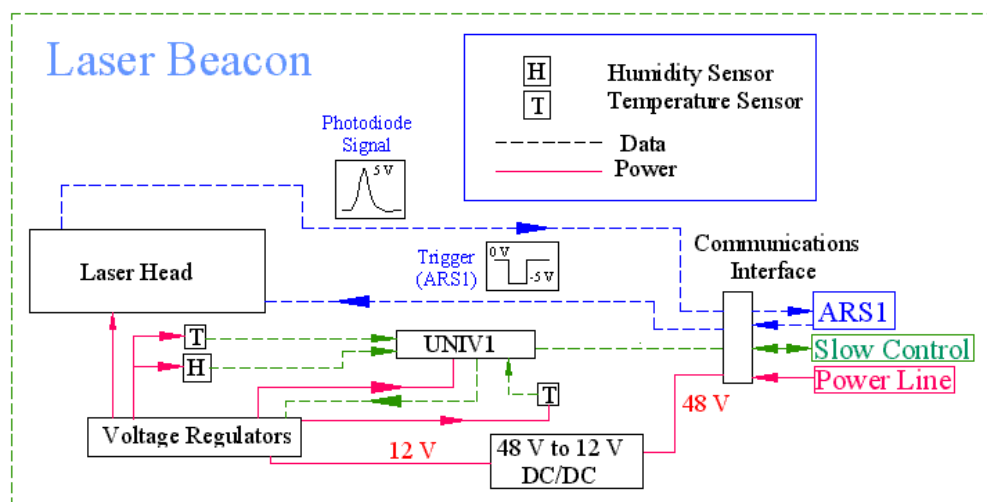 Laser Beacon
H
Humidity Sensor
T
Temperature Sensor
Data
Power
Photodiode
Signal
5 V
Trigger
(ARS1)
0 V
-5 V
Communications
Interface
Laser Head
ARS1
T
UNIV1
Slow Control
H
Power Line
T
48 V
Voltage Regulators
12 V
48 V to 12 V
DC/DC